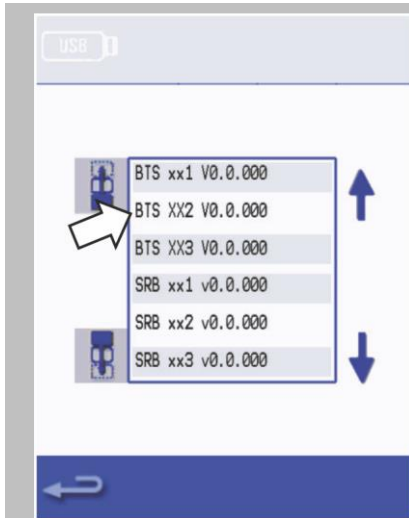 USB
BTS xx1 V0.0.000
BTS XX2 V0.0.000
BTS XX3 V0.0.000
SRB xx1 v0.0.000
SRB xx2 v0.0.000
SRB xx3 v0.0.000